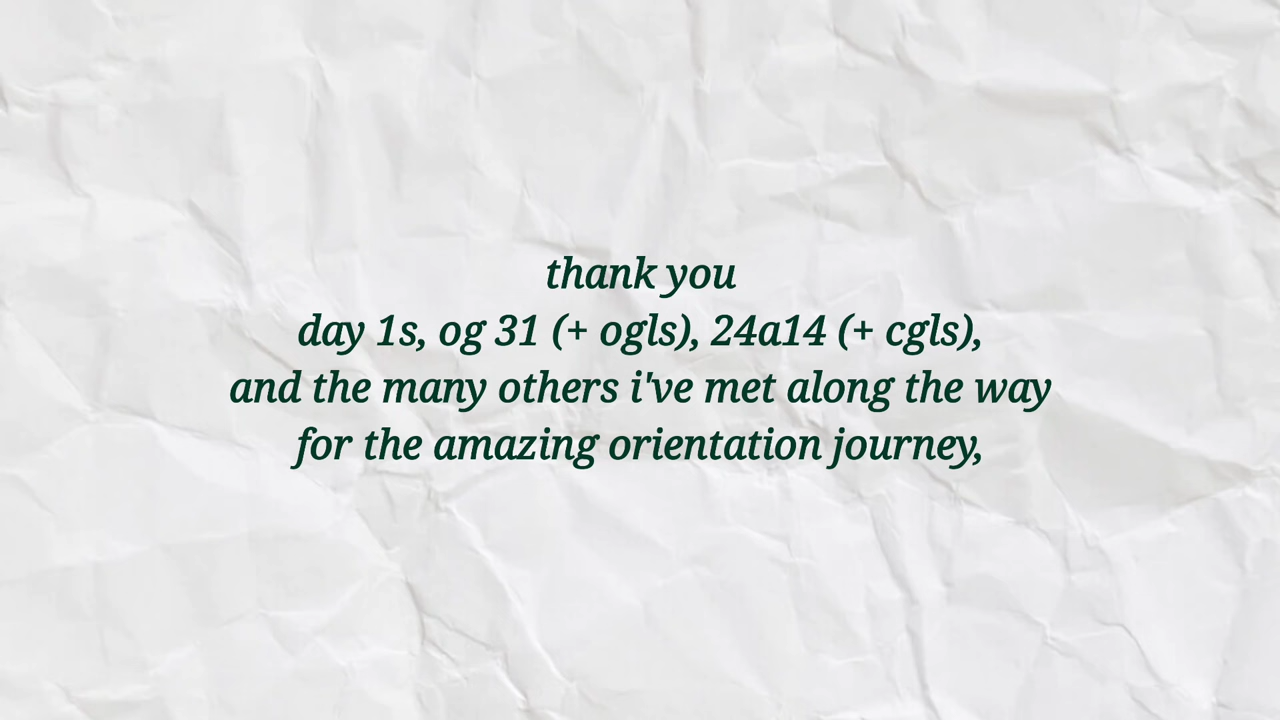 thank you
day 1s, og 31 (+ ogls), 24a14 (+ cgls),
and the many others i've met along the way
for the amazing orientation journey,